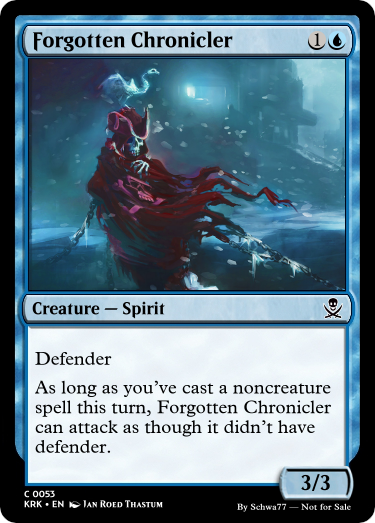 Forgotten Chronicler 1
Creature — Spirit
Defender
As long as you've cast a noncreature
spell this turn, Forgotten Chronicler
can attack as though it didn't have
defender.
3/3
C 0053
KRK • EN Jan Roed Thastum
By Schwa77 — Not for Sale